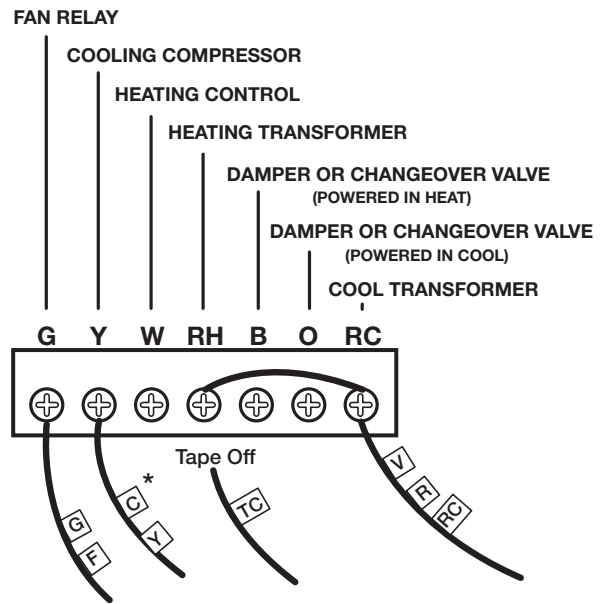 FAN RELAY
COOLING COMPRESSOR
HEATING CONTROL
HEATING TRANSFORMER
DAMPER OR CHANGEOVER VALVE
(POWERED IN HEAT)
DAMPER OR CHANGEOVER VALVE
(POWERED IN COOL)
COOL TRANSFORMER
G Y W RH B O RC
Tape Off
G
F
C *
Y
TC
V
R
RC